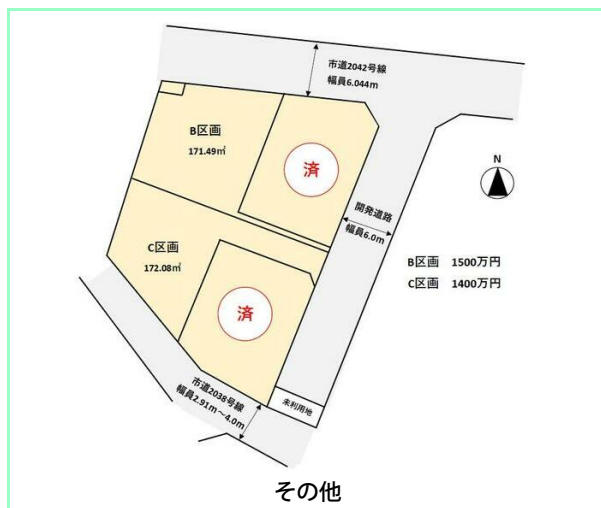 市道2042号線
幅員6.044m
B区画
171.49㎡
済
N
開発道路
幅員6.0m
C区画
172.08㎡
B区画 1500万円
C区画 1400万円
済
市道2038号線
幅員2.91m～4.0m
未利用地
その他